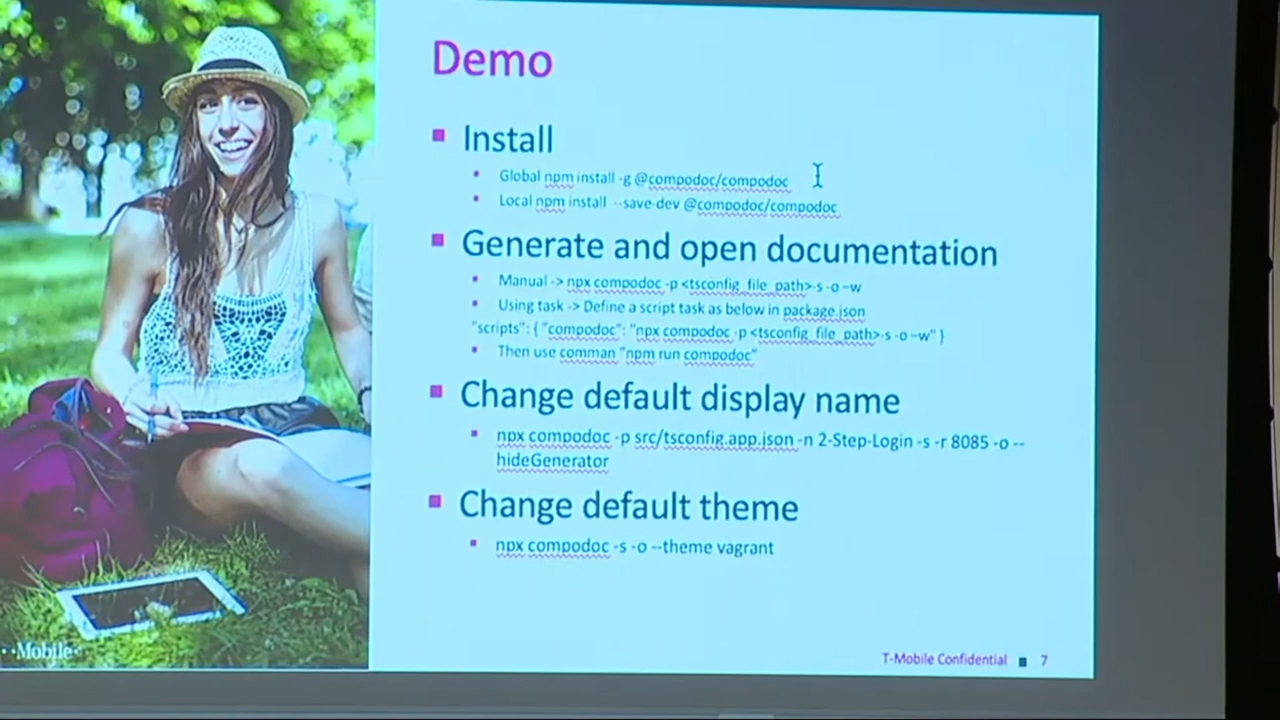 Demo
Install
Global npm install -g @compodoc/compodoc
Local npm install --save-dev @compodoc/compodoc
Generate and open documentation
Manual -> npx compodoc -p <tsconfig_file_path>-s -o –w
Using task -> Define a script task as below in package.json
"scripts": { "compodoc": "npx compodoc -p <tsconfig_file_path>-s -o –w" }
Then use comman "npm run compodoc"
Change default display name
npx compodoc -p src/tsconfig.app.json -n 2-Step-Login -s -r 8085 -o --
hideGenerator
Change default theme
npx compodoc -s -o --theme vagrant
··Mobile·
T-Mobile Confidential 7